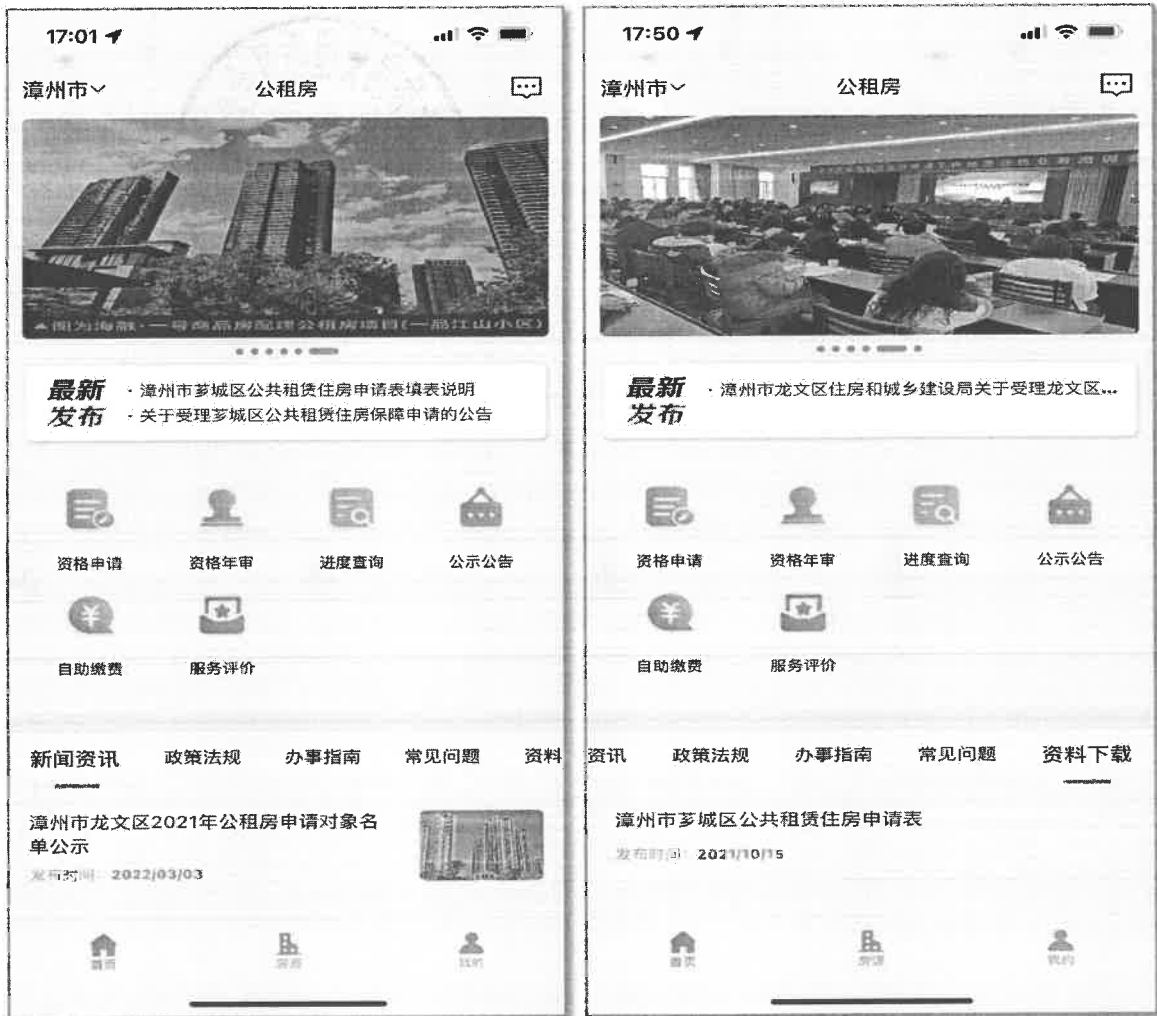 17:01
漳州市
公租房
▲图为海融·一号商品房配建公租房项目(一品江山小区)
最新发布
·漳州市芗城区公共租赁住房申请表填表说明
·关于受理芗城区公共租赁住房保障申请的公告
资格申请
资格年审
进度查询
公示公告
自助缴费
服务评价
新闻资讯
政策法规
办事指南
常见问题
资料
漳州市龙文区2021年公租房申请对象名
单公示
发布时间：2022/03/03
首页
房源
我的
17:50
漳州市
公租房
最新发布
·漳州市龙文区住房和城乡建设局关于受理龙文区...
资格申请
资格年审
进度查询
公示公告
自助缴费
服务评价
资讯
政策法规
办事指南
常见问题
资料下载
漳州市芗城区公共租赁住房申请表
发布时间：2021/10/15
首页
房源
我的